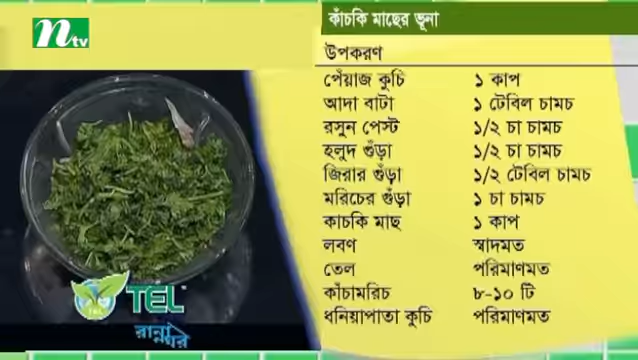 ntv
কাঁচকি মাছের ভূনা
উপকরণ
পেঁয়াজ কুচি ১ কাপ
আদা বাটা ১ টেবিল চামচ
রসুন পেস্ট ১/২ চা চামচ
হলুদ গুঁড়া ১/২ চা চামচ
জিরার গুঁড়া ১/২ টেবিল চামচ
মরিচের গুঁড়া ১ চা চামচ
কাচকি মাছ ১ কাপ
লবণ স্বাদমত
তেল পরিমাণমত
কাঁচামরিচ ৮-১০ টি
ধনিয়াপাতা কুচি পরিমাণমত
TEL
TEL
রান্নাঘর